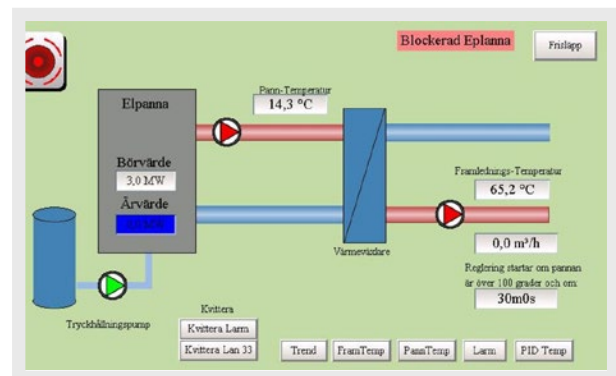 Blockerad Eplanna
Frisläpp
Pann-Temperatur
14,3 °C
Elpanna
Börvärde
3,0 MW
Ärvärde
Framlednings-Temperatur
65,2 °C
0,0 m³/h
Värmeväxlare
Reglering startar om pannan
är över 100 grader och om:
30m0s
Tryckhållningspump
Kvittera
Kvittera Larm
Kvittera Lan 33
Trend
FramTemp
PannTemp
Larm
PID Temp